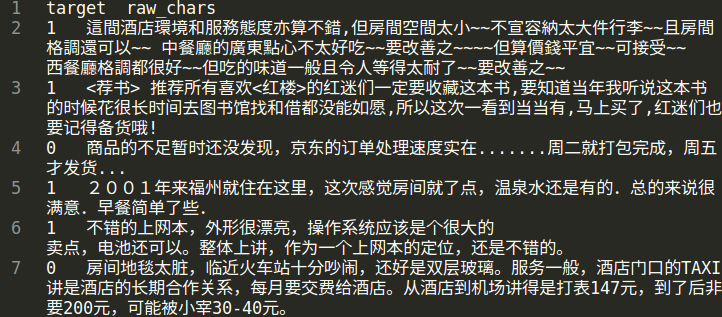 1 target raw_chars
2 1 這間酒店環境和服務態度亦算不錯,但房間空間太小~~不宣容納太大件行李~~且房間
格調還可以~~ 中餐廳的廣東點心不太好吃~~要改善之~~~~但算價錢平宜~~可接受~~
西餐廳格調都很好~~但吃的味道一般且令人等得太耐了~~要改善之~~
3 1 <荐书> 推荐所有喜欢<红楼>的红迷们一定要收藏这本书,要知道当年我听说这本书
的时候花很长时间去图书馆找和借都没能如愿,所以这次一看到当当有,马上买了,红迷们也
要记得备货哦!
4 0 商品的不足暂时还没发现，京东的订单处理速度实在.......周二就打包完成，周五
才发货...
5 1 ２００１年来福州就住在这里，这次感觉房间就了点，温泉水还是有的．总的来说很
满意．早餐简单了些．
6 1 不错的上网本，外形很漂亮，操作系统应该是个很大的
卖点，电池还可以。整体上讲，作为一个上网本的定位，还是不错的。
7 0 房间地毯太脏，临近火车站十分吵闹，还好是双层玻璃。服务一般，酒店门口的TAXI
讲是酒店的长期合作关系，每月要交费给酒店。从酒店到机场讲得是打表147元，到了后非
要200元，可能被小宰30-40元。